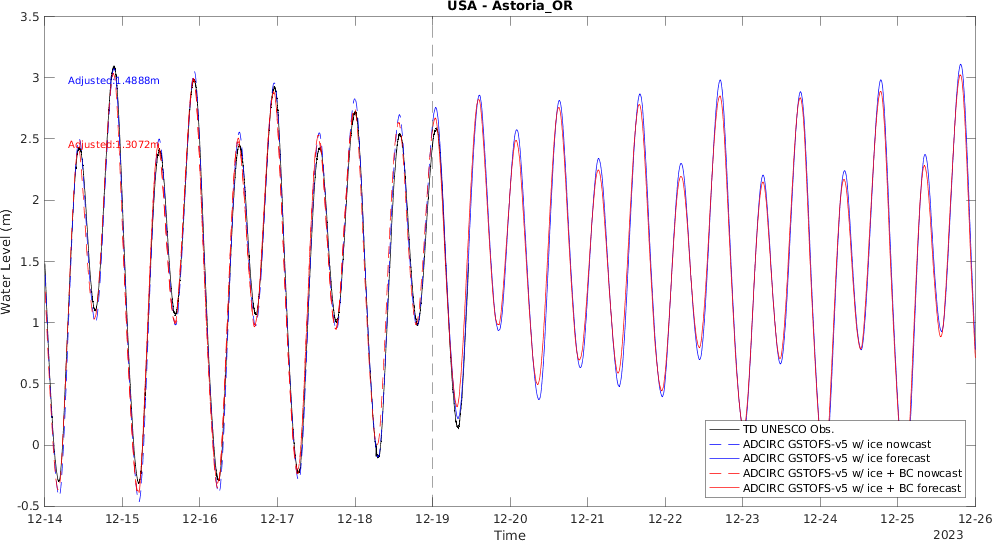 USA - Astoria_OR
3.5
3
2.5
2
1.5
1
0.5
0
-0.5
Water Level (m)
Adjusted:1.4888m
Adjusted:1.3072m
TD UNESCO Obs.
ADCIRC GSTOFS-v5 w/ ice nowcast
ADCIRC GSTOFS-v5 w/ ice forecast
ADCIRC GSTOFS-v5 w/ ice + BC nowcast
ADCIRC GSTOFS-v5 w/ ice + BC forecast
12-14 12-15 12-16 12-17 12-18 12-19 12-20 12-21 12-22 12-23 12-24 12-25 12-26
Time
2023